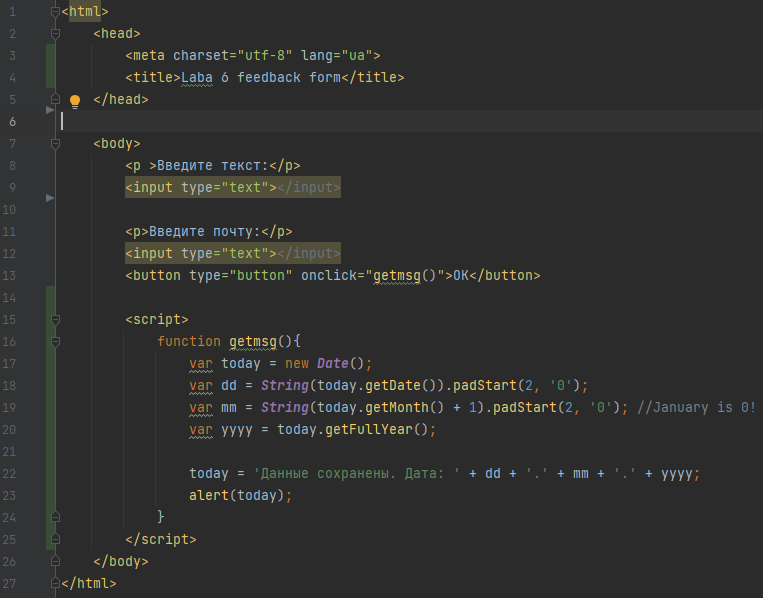 1 <html>
2 <head>
3 <meta charset="utf-8" lang="ua">
4 <title>Laba 6 feedback form</title>
5 </head>
6
7 <body>
8 <p >Введите текст:</p>
9 <input type="text"></input>
10
11 <p>Введите почту:</p>
12 <input type="text"></input>
13 <button type="button" onclick="getmsg()">OK</button>
14
15 <script>
16 function getmsg(){
17 var today = new Date();
18 var dd = String(today.getDate()).padStart(2, '0');
19 var mm = String(today.getMonth() + 1).padStart(2, '0'); //January is 0!
20 var yyyy = today.getFullYear();
21
22 today = 'Данные сохранены. Дата: ' + dd + '.' + mm + '.' + yyyy;
23 alert(today);
24 }
25 </script>
26 </body>
27 </html>